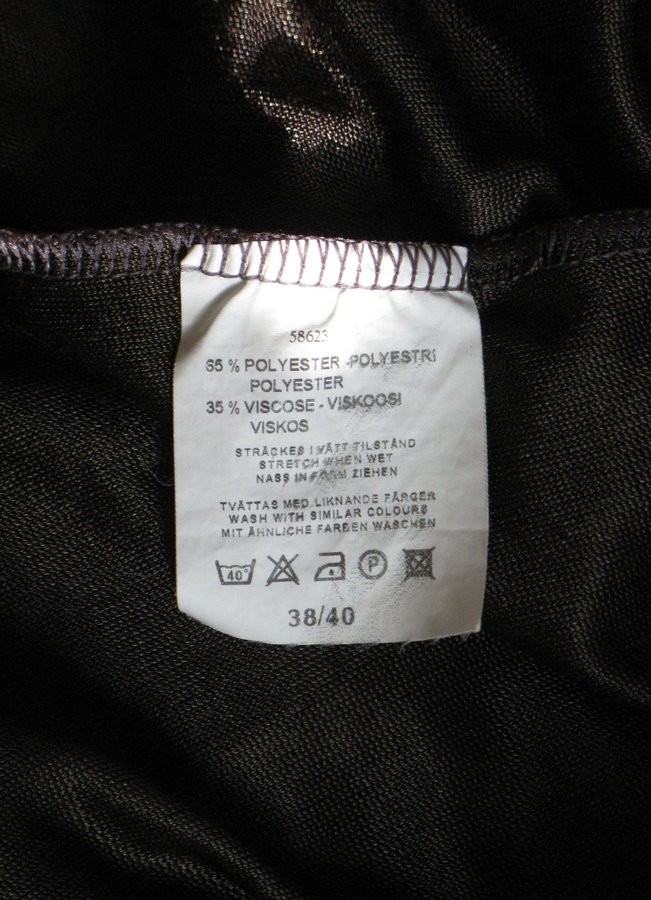 58623
65 % POLYESTER-POLYESTRI
POLYESTER
35 % VISCOSE - VISKOOSI
VISKOS
STRÄCKES I VÅTT TILSTÅND
STRETCH WHEN WET
NASS IN FORM ZIEHEN
TVÄTTAS MED LIKNANDE FÄRGER
WASH WITH SIMILAR COLOURS
MIT ÄHNLICHE FARBEN WASCHEN
40° P
38/40